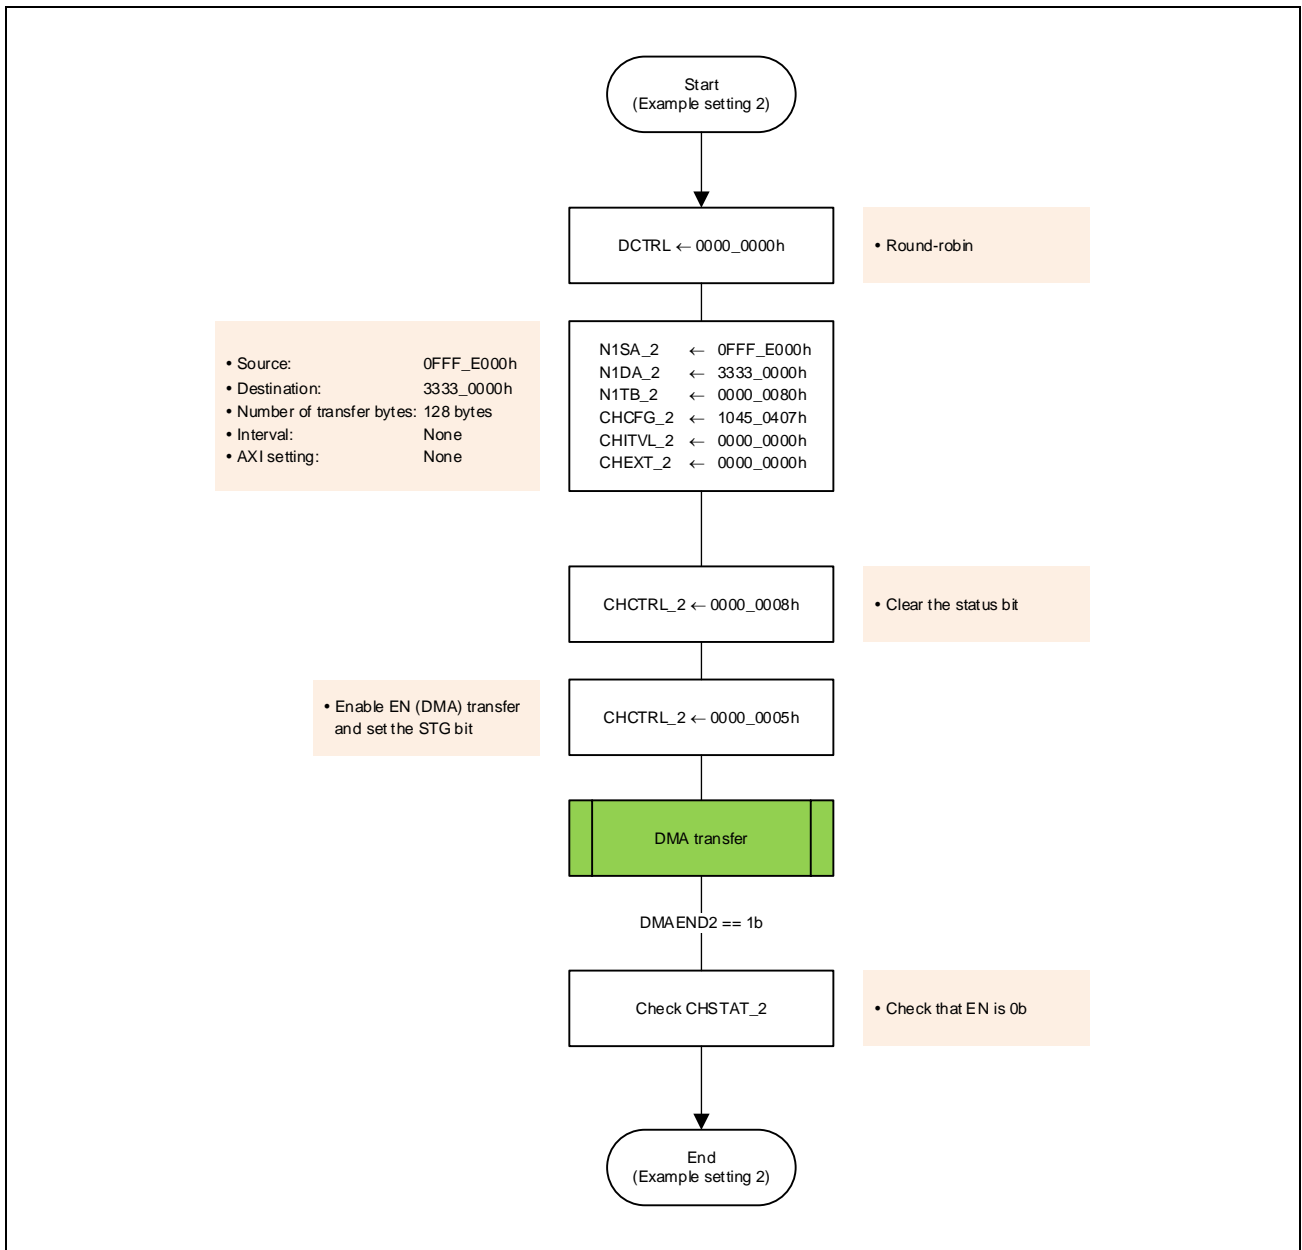 Start
(Example setting 2)
DCTRL ← 0000_0000h
• Round-robin
• Source: 0FFF_E000h
• Destination: 3333_0000h
• Number of transfer bytes: 128 bytes
• Interval: None
• AXI setting: None
N1SA_2 ← 0FFF_E000h
N1DA_2 ← 3333_0000h
N1TB_2 ← 0000_0080h
CHCFG_2 ← 1045_0407h
CHITVL_2 ← 0000_0000h
CHEXT_2 ← 0000_0000h
CHCTRL_2 ← 0000_0008h
• Clear the status bit
• Enable EN (DMA) transfer
and set the STG bit
CHCTRL_2 ← 0000_0005h
DMA transfer
DMAEND2 == 1b
Check CHSTAT_2
• Check that EN is 0b
End
(Example setting 2)